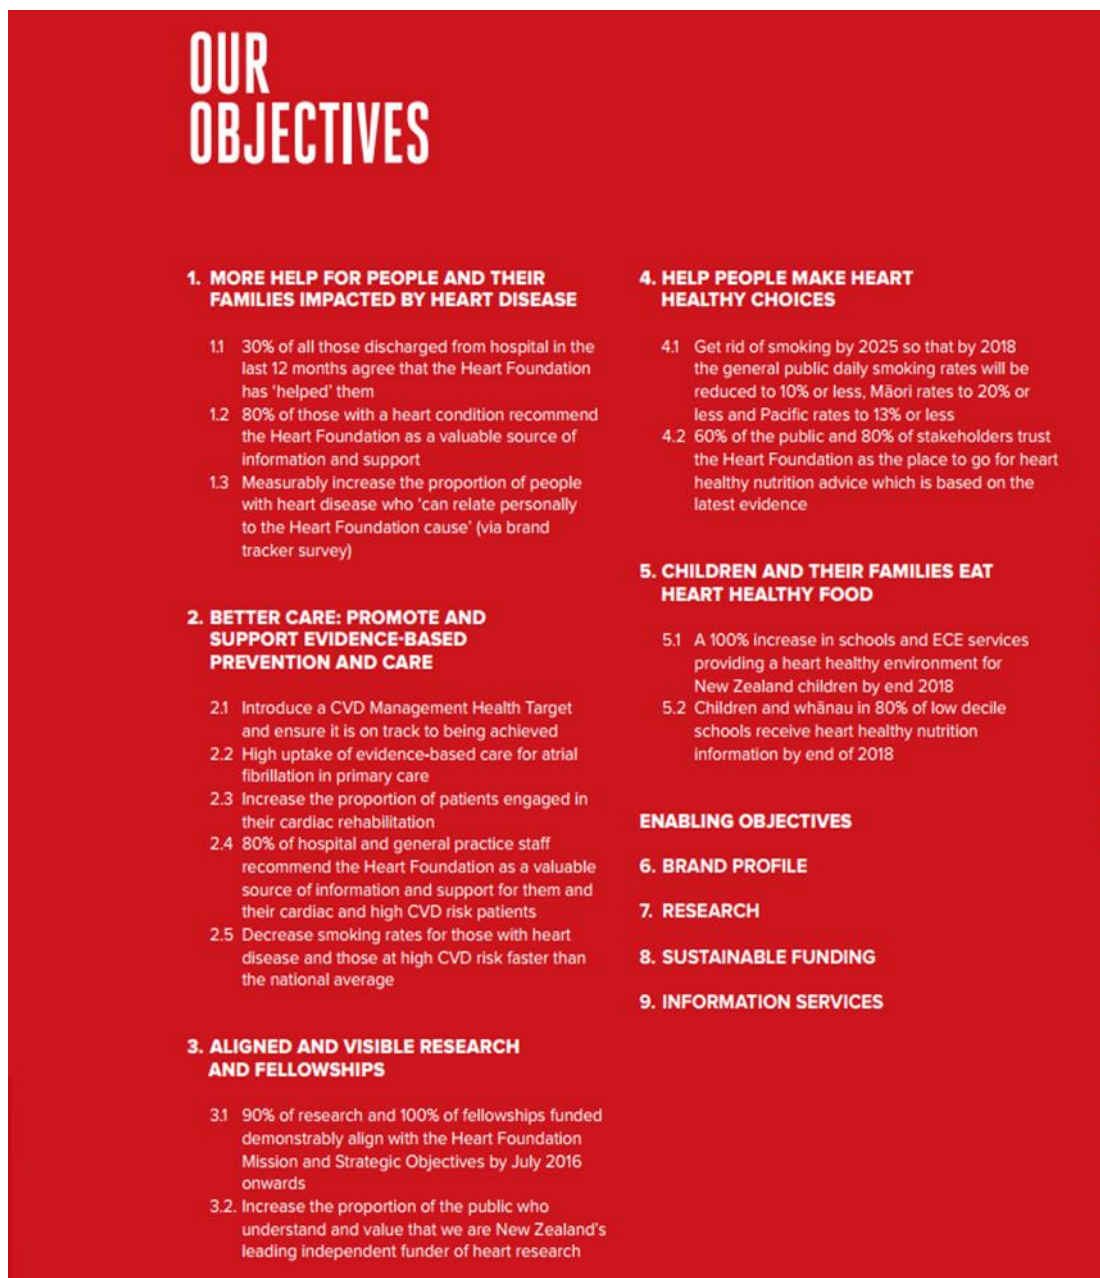 OUR
OBJECTIVES
1. MORE HELP FOR PEOPLE AND THEIR
FAMILIES IMPACTED BY HEART DISEASE
1.1 30% of all those discharged from hospital in the
last 12 months agree that the Heart Foundation
has ‘helped’ them
1.2 80% of those with a heart condition recommend
the Heart Foundation as a valuable source of
information and support
1.3 Measurably increase the proportion of people
with heart disease who ‘can relate personally
to the Heart Foundation cause’ (via brand
tracker survey)
2. BETTER CARE: PROMOTE AND
SUPPORT EVIDENCE-BASED
PREVENTION AND CARE
2.1 Introduce a CVD Management Health Target
and ensure it is on track to being achieved
2.2 High uptake of evidence-based care for atrial
fibrillation in primary care
2.3 Increase the proportion of patients engaged in
their cardiac rehabilitation
2.4 80% of hospital and general practice staff
recommend the Heart Foundation as a valuable
source of information and support for them and
their cardiac and high CVD risk patients
2.5 Decrease smoking rates for those with heart
disease and those at high CVD risk faster than
the national average
3. ALIGNED AND VISIBLE RESEARCH
AND FELLOWSHIPS
3.1 90% of research and 100% of fellowships funded
demonstrably align with the Heart Foundation
Mission and Strategic Objectives by July 2016
onwards
3.2. Increase the proportion of the public who
understand and value that we are New Zealand’s
leading independent funder of heart research
4. HELP PEOPLE MAKE HEART
HEALTHY CHOICES
4.1 Get rid of smoking by 2025 so that by 2018
the general public daily smoking rates will be
reduced to 10% or less, Māori rates to 20% or
less and Pacific rates to 13% or less
4.2 60% of the public and 80% of stakeholders trust
the Heart Foundation as the place to go for heart
healthy nutrition advice which is based on the
latest evidence
5. CHILDREN AND THEIR FAMILIES EAT
HEART HEALTHY FOOD
5.1 A 100% increase in schools and ECE services
providing a heart healthy environment for
New Zealand children by end 2018
5.2 Children and whānau in 80% of low decile
schools receive heart healthy nutrition
information by end of 2018
ENABLING OBJECTIVES
6. BRAND PROFILE
7. RESEARCH
8. SUSTAINABLE FUNDING
9. INFORMATION SERVICES